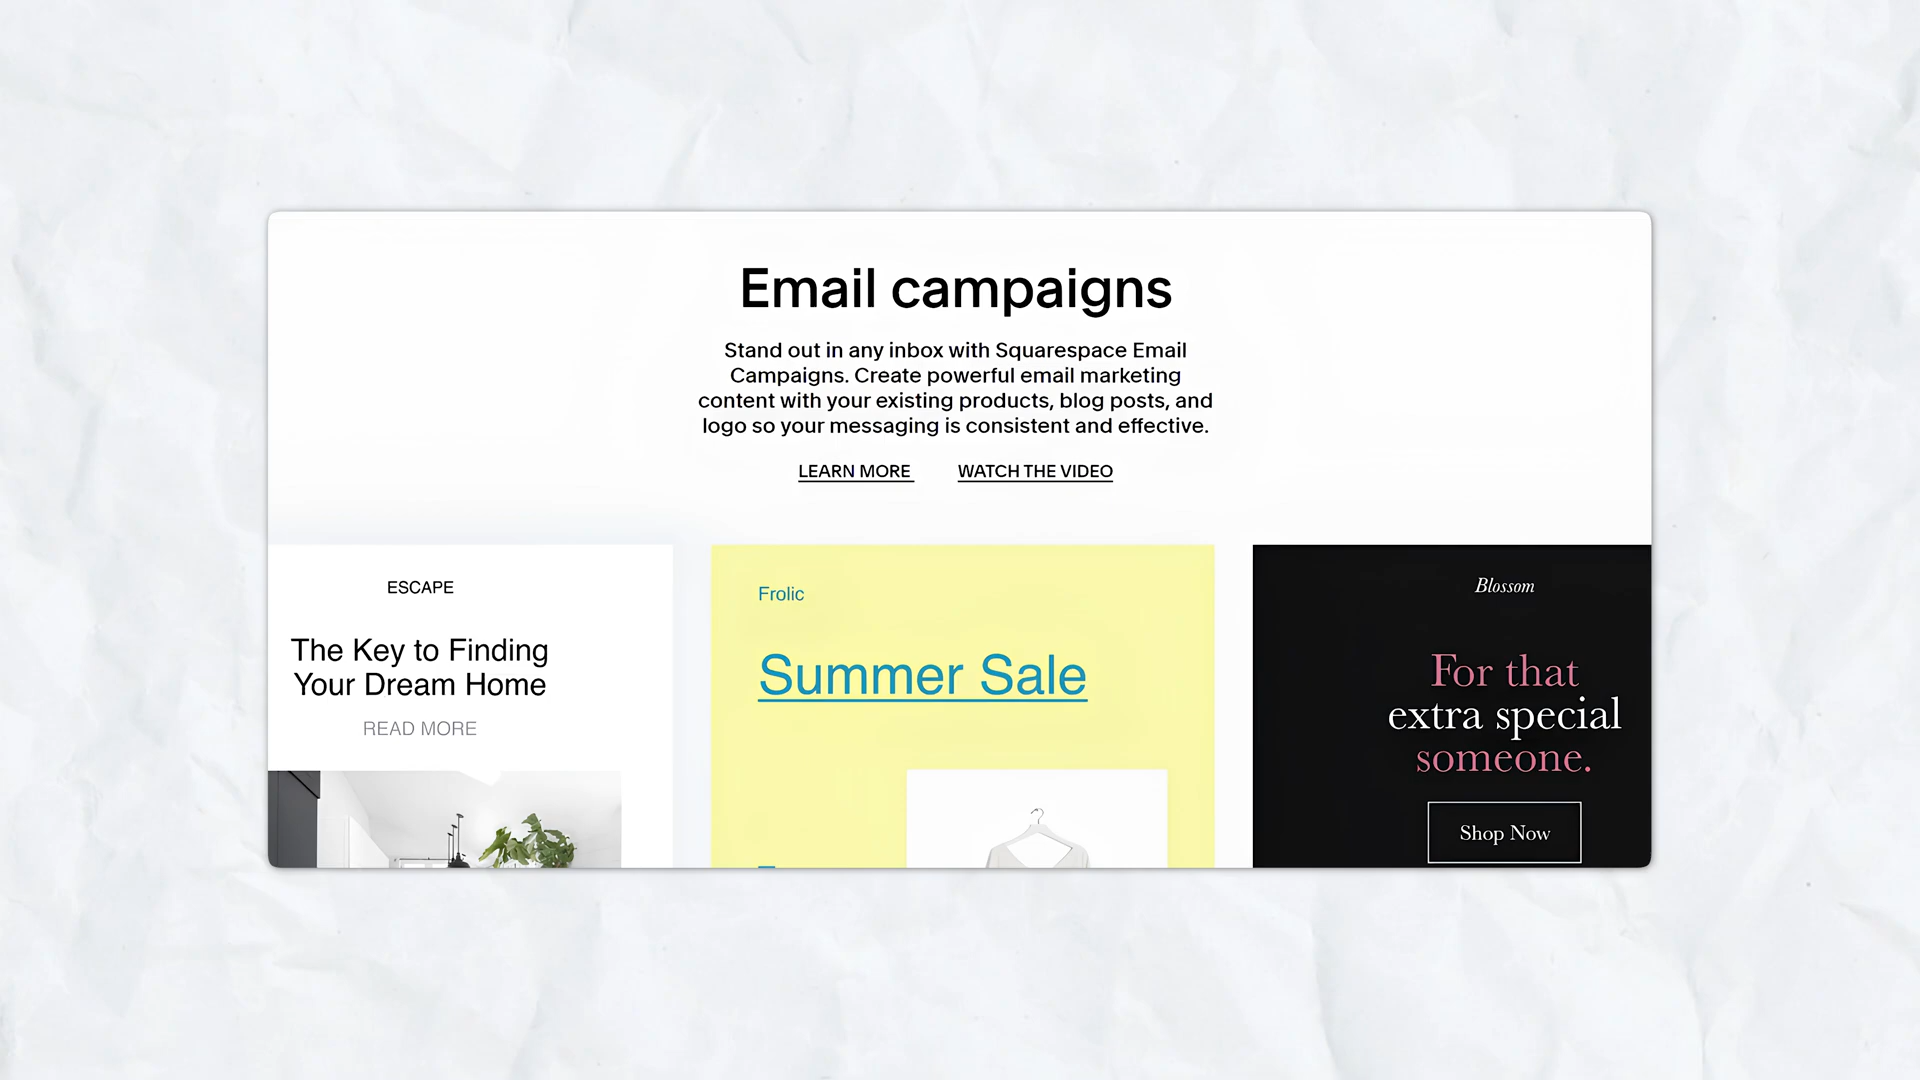 Email campaigns
Stand out in any inbox with Squarespace Email
Campaigns. Create powerful email marketing
content with your existing products, blog posts, and
logo so your messaging is consistent and effective.
LEARN MORE
WATCH THE VIDEO
ESCAPE
The Key to Finding
Your Dream Home
READ MORE
Frolic
Summer Sale
Blossom
For that
extra special
someone.
Shop Now